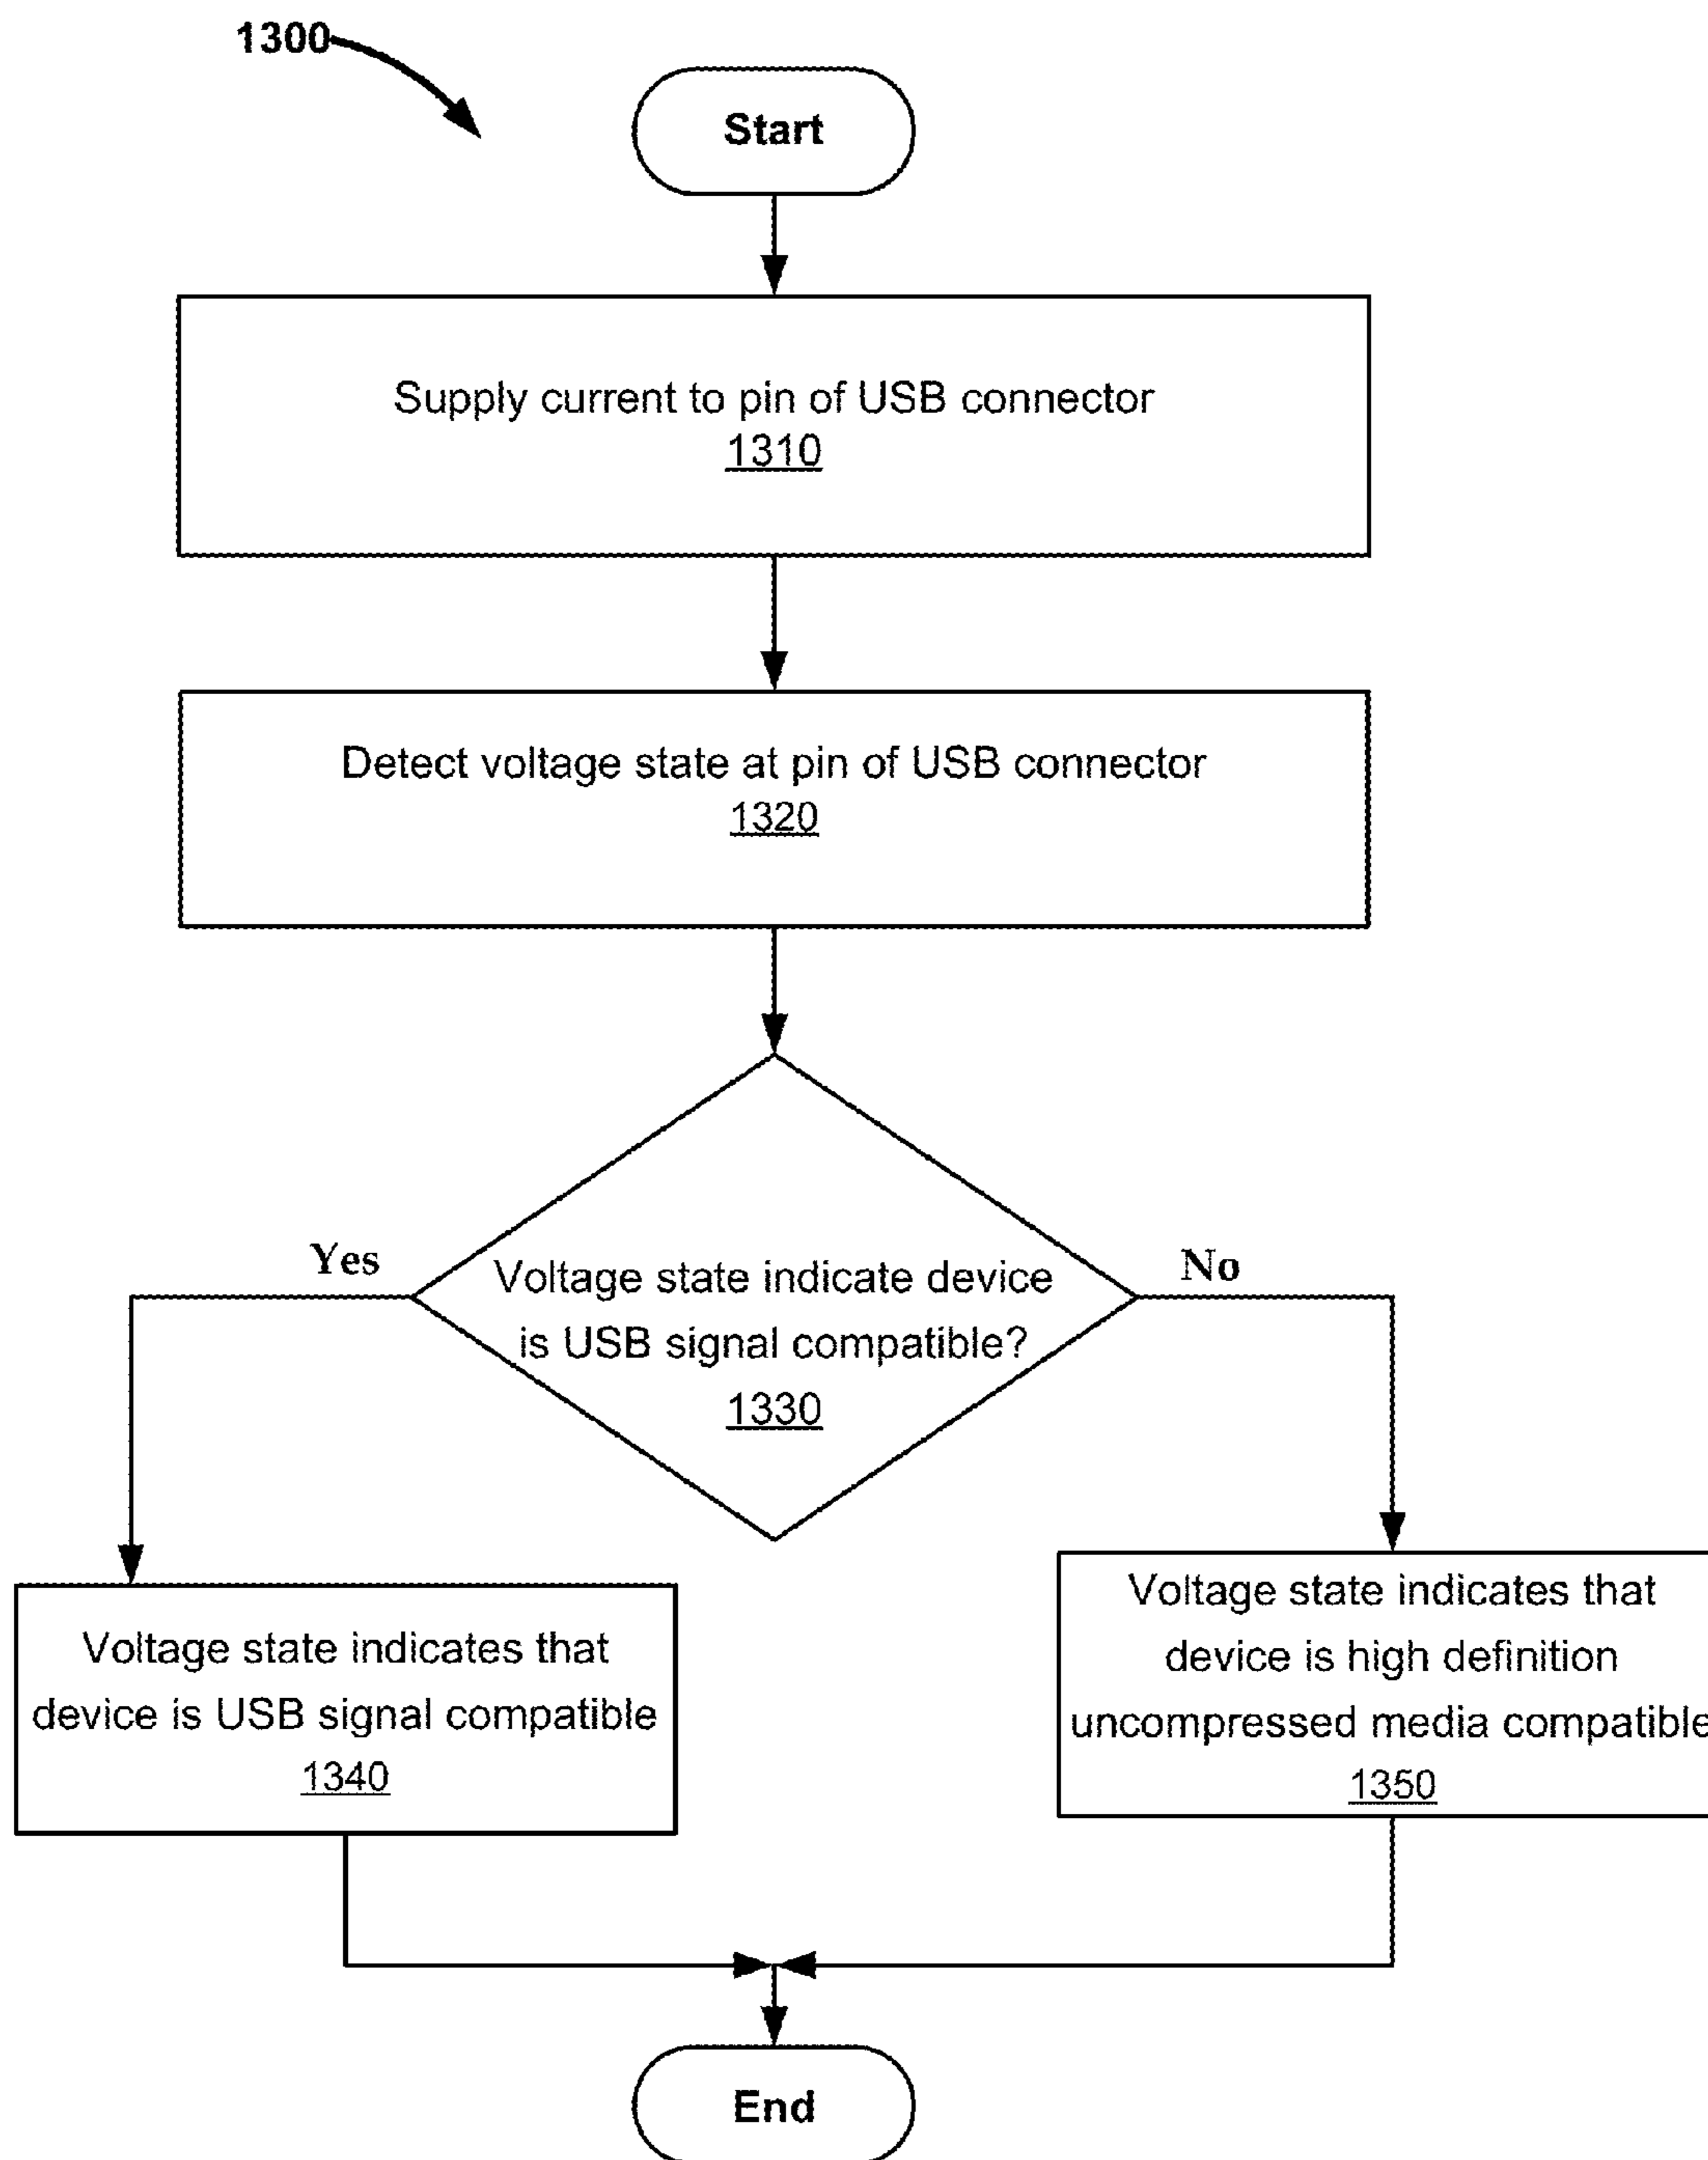 1300
Start
Supply current to pin of USB connector
1310
Detect voltage state at pin of USB connector
1320
Yes
No
Voltage state indicate device
is USB signal compatible?
1330
Voltage state indicates that
device is USB signal compatible
1340
Voltage state indicates that
device is high definition
uncompressed media compatible
1350
End